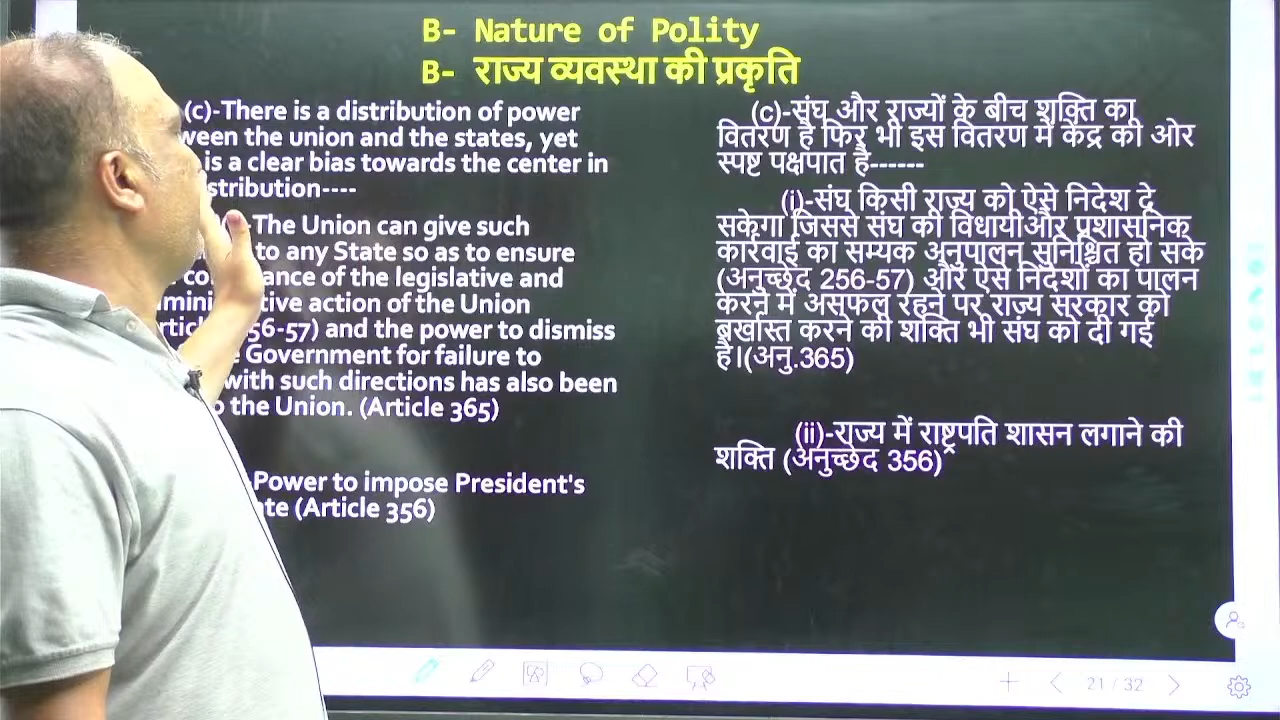 B- Nature of Polity
B- राज्य व्यवस्था की प्रकृति
(c)-There is a distribution of power
the union and the states, yet
is a clear bias towards the center in
-The Union can give such
to any State so as to ensure
of the legislative and
action of the Union
56-57) and the power to dismiss
Government for failure to
with such directions has also been
the Union. (Article 365)
Power to impose President's
(Article 356)
(c)-संघ और राज्यों के बीच शक्ति का
वितरण है फिर भी इस वितरण में केंद्र की ओर
स्पष्ट पक्षपात है------
(i)-संघ किसी राज्य को ऐसे निदेश दे
सकेगा जिससे संघ की विधायीऔर प्रशासनिक
कार्रवाई का सम्यक अनुपालन सुनिश्चित हो सके
(अनुच्छेद 256-57) और ऐसे निदेशों का पालन
करने में असफल रहने पर राज्य सरकार को
बर्खास्त करने की शक्ति भी संघ को दी गई
है।(अनु.365)
(ii)-राज्य में राष्ट्रपति शासन लगाने की
शक्ति (अनुच्छेद 356)
21 / 32